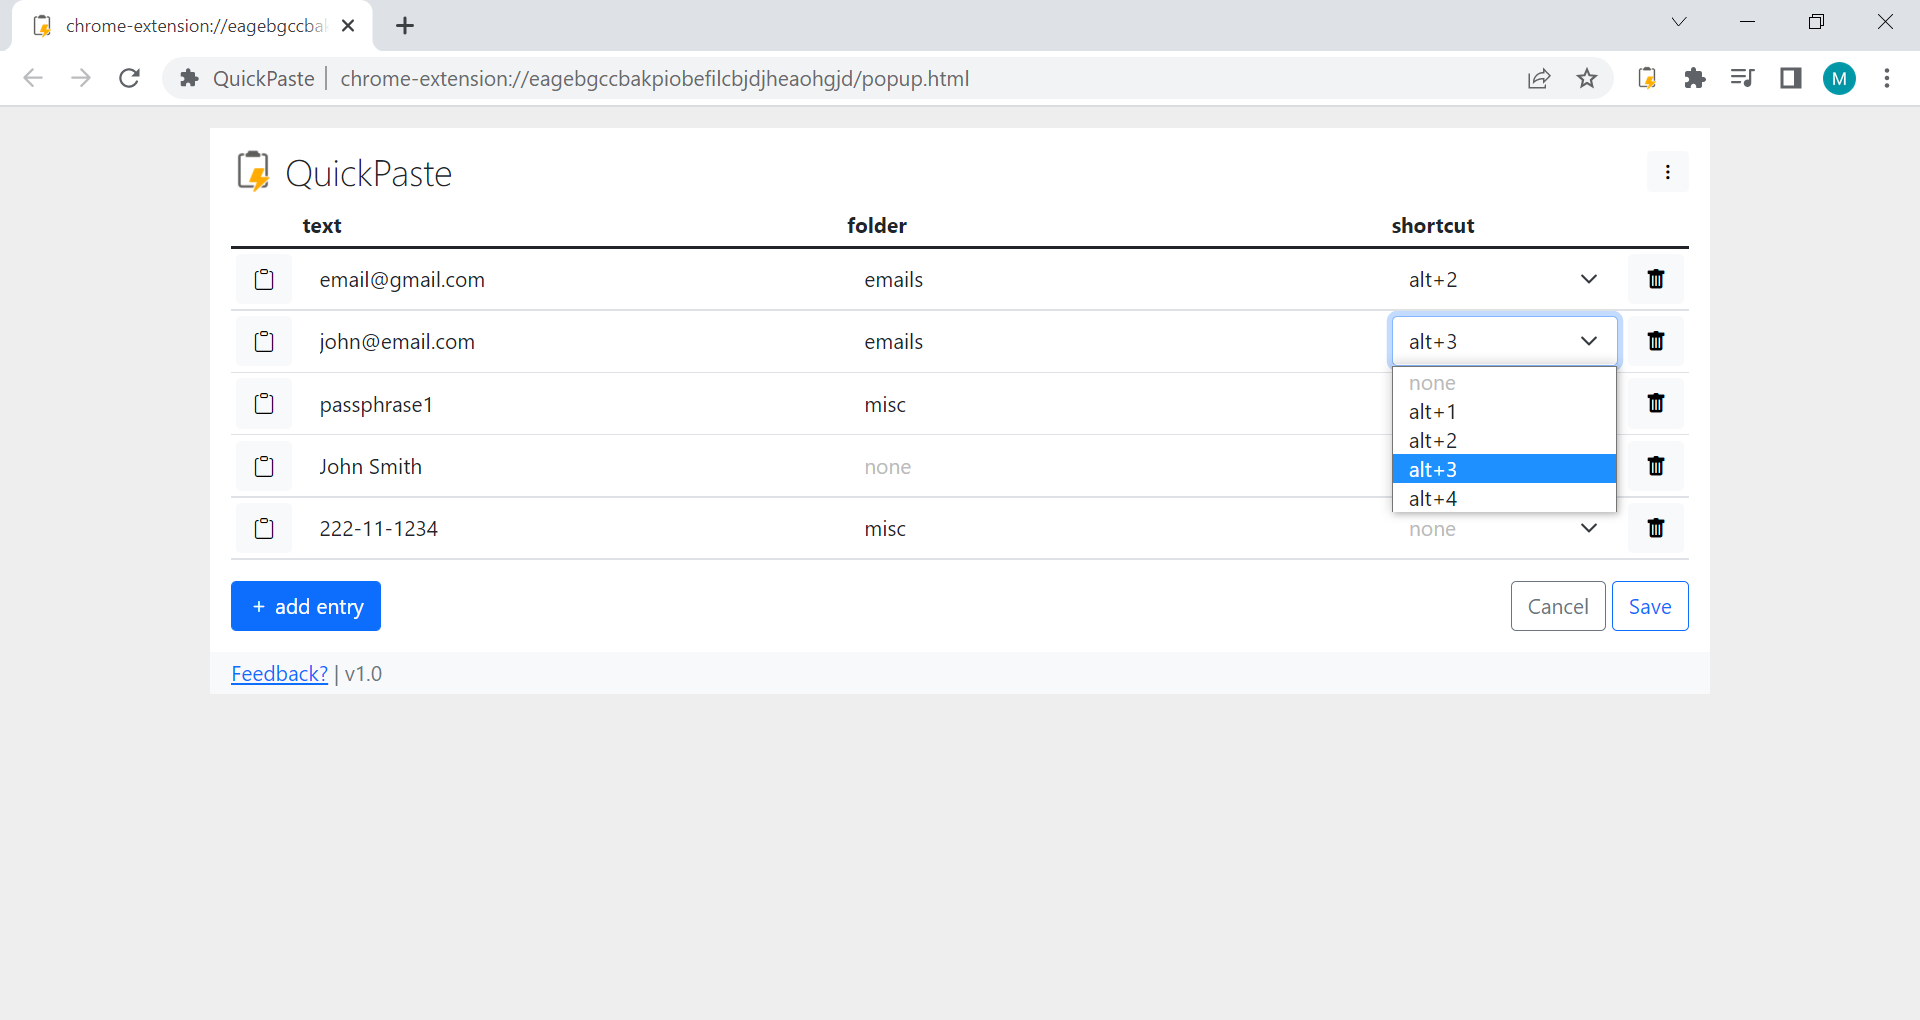 chrome-extension://eagebgccba
QuickPaste | chrome-extension://eagebgccbakpiobefilcbjdjheaohgjd/popup.html
M
QuickPaste
text folder shortcut
email@gmail.com emails alt+2
john@email.com emails alt+3
none
alt+1
alt+2
alt+3
alt+4
passphrase1 misc
John Smith none
222-11-1234 misc none
+ add entry Cancel Save
Feedback? | v1.0